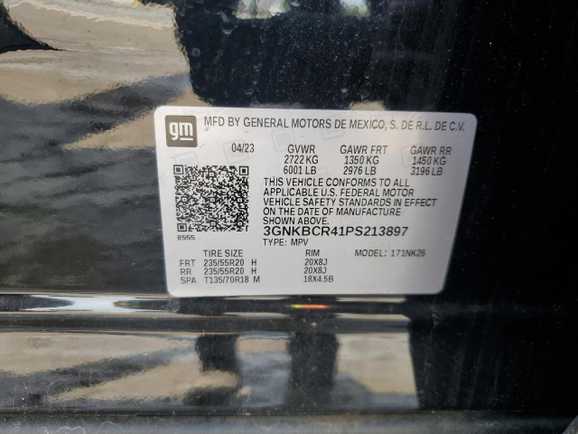 gm
MFD BY GENERAL MOTORS DE MEXICO, S. DE R.L. DE C.V.
04/23 GVWR GAWR FRT GAWR RR
2722 KG 1350 KG 1450 KG
6001 LB 2976 LB 3196 LB
THIS VEHICLE CONFORMS TO ALL
APPLICABLE U.S. FEDERAL MOTOR
VEHICLE SAFETY STANDARDS IN EFFECT
ON THE DATE OF MANUFACTURE SHOWN ABOVE.
3GNKBCR41PS213897
TYPE: MPV MODEL: 1T1NK26
TIRE SIZE RIM
FRT 235/55R20 H 20X8J
RR 235/55R20 H 20X8J
SPA T135/70R18 M 18X4.5B